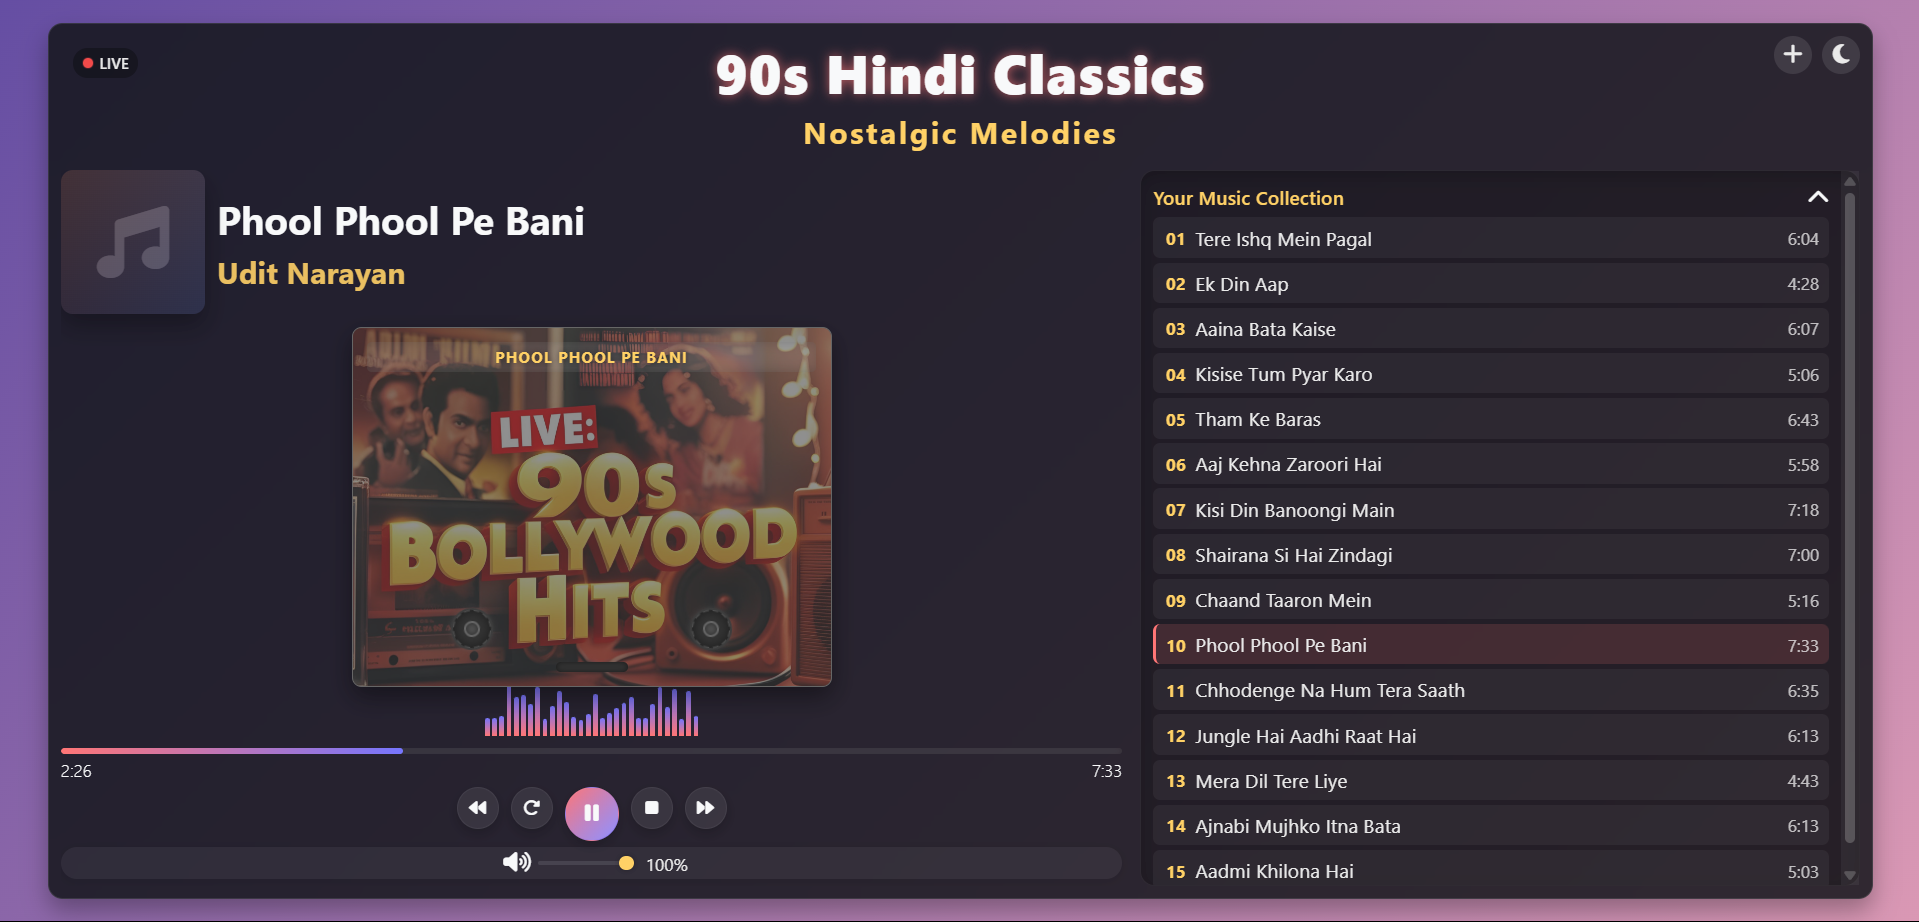 LIVE
90s Hindi Classics
Nostalgic Melodies
Phool Phool Pe Bani
Udit Narayan
PHOOL PHOOL PE BANI
LIVE:
90s
BOLLYWOOD
HITS
2:26 7:33
100%
Your Music Collection
01 Tere Ishq Mein Pagal 6:04
02 Ek Din Aap 4:28
03 Aaina Bata Kaise 6:07
04 Kisise Tum Pyar Karo 5:06
05 Tham Ke Baras 6:43
06 Aaj Kehna Zaroori Hai 5:58
07 Kisi Din Banoongi Main 7:18
08 Shairana Si Hai Zindagi 7:00
09 Chaand Taaron Mein 5:16
10 Phool Phool Pe Bani 7:33
11 Chhodenge Na Hum Tera Saath 6:35
12 Jungle Hai Aadhi Raat Hai 6:13
13 Mera Dil Tere Liye 4:43
14 Ajnabi Mujhko Itna Bata 6:13
15 Aadmi Khilona Hai 5:03